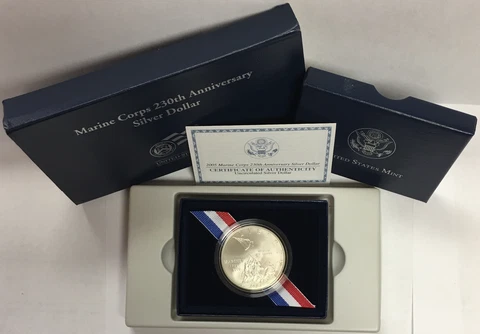 Marine Corps 230th Anniversary
Silver Dollar
2005 Marine Corps 230th Anniversary Silver Dollar
CERTIFICATE OF AUTHENTICITY
Uncirculated Silver Dollar
UNITED STATES MINT